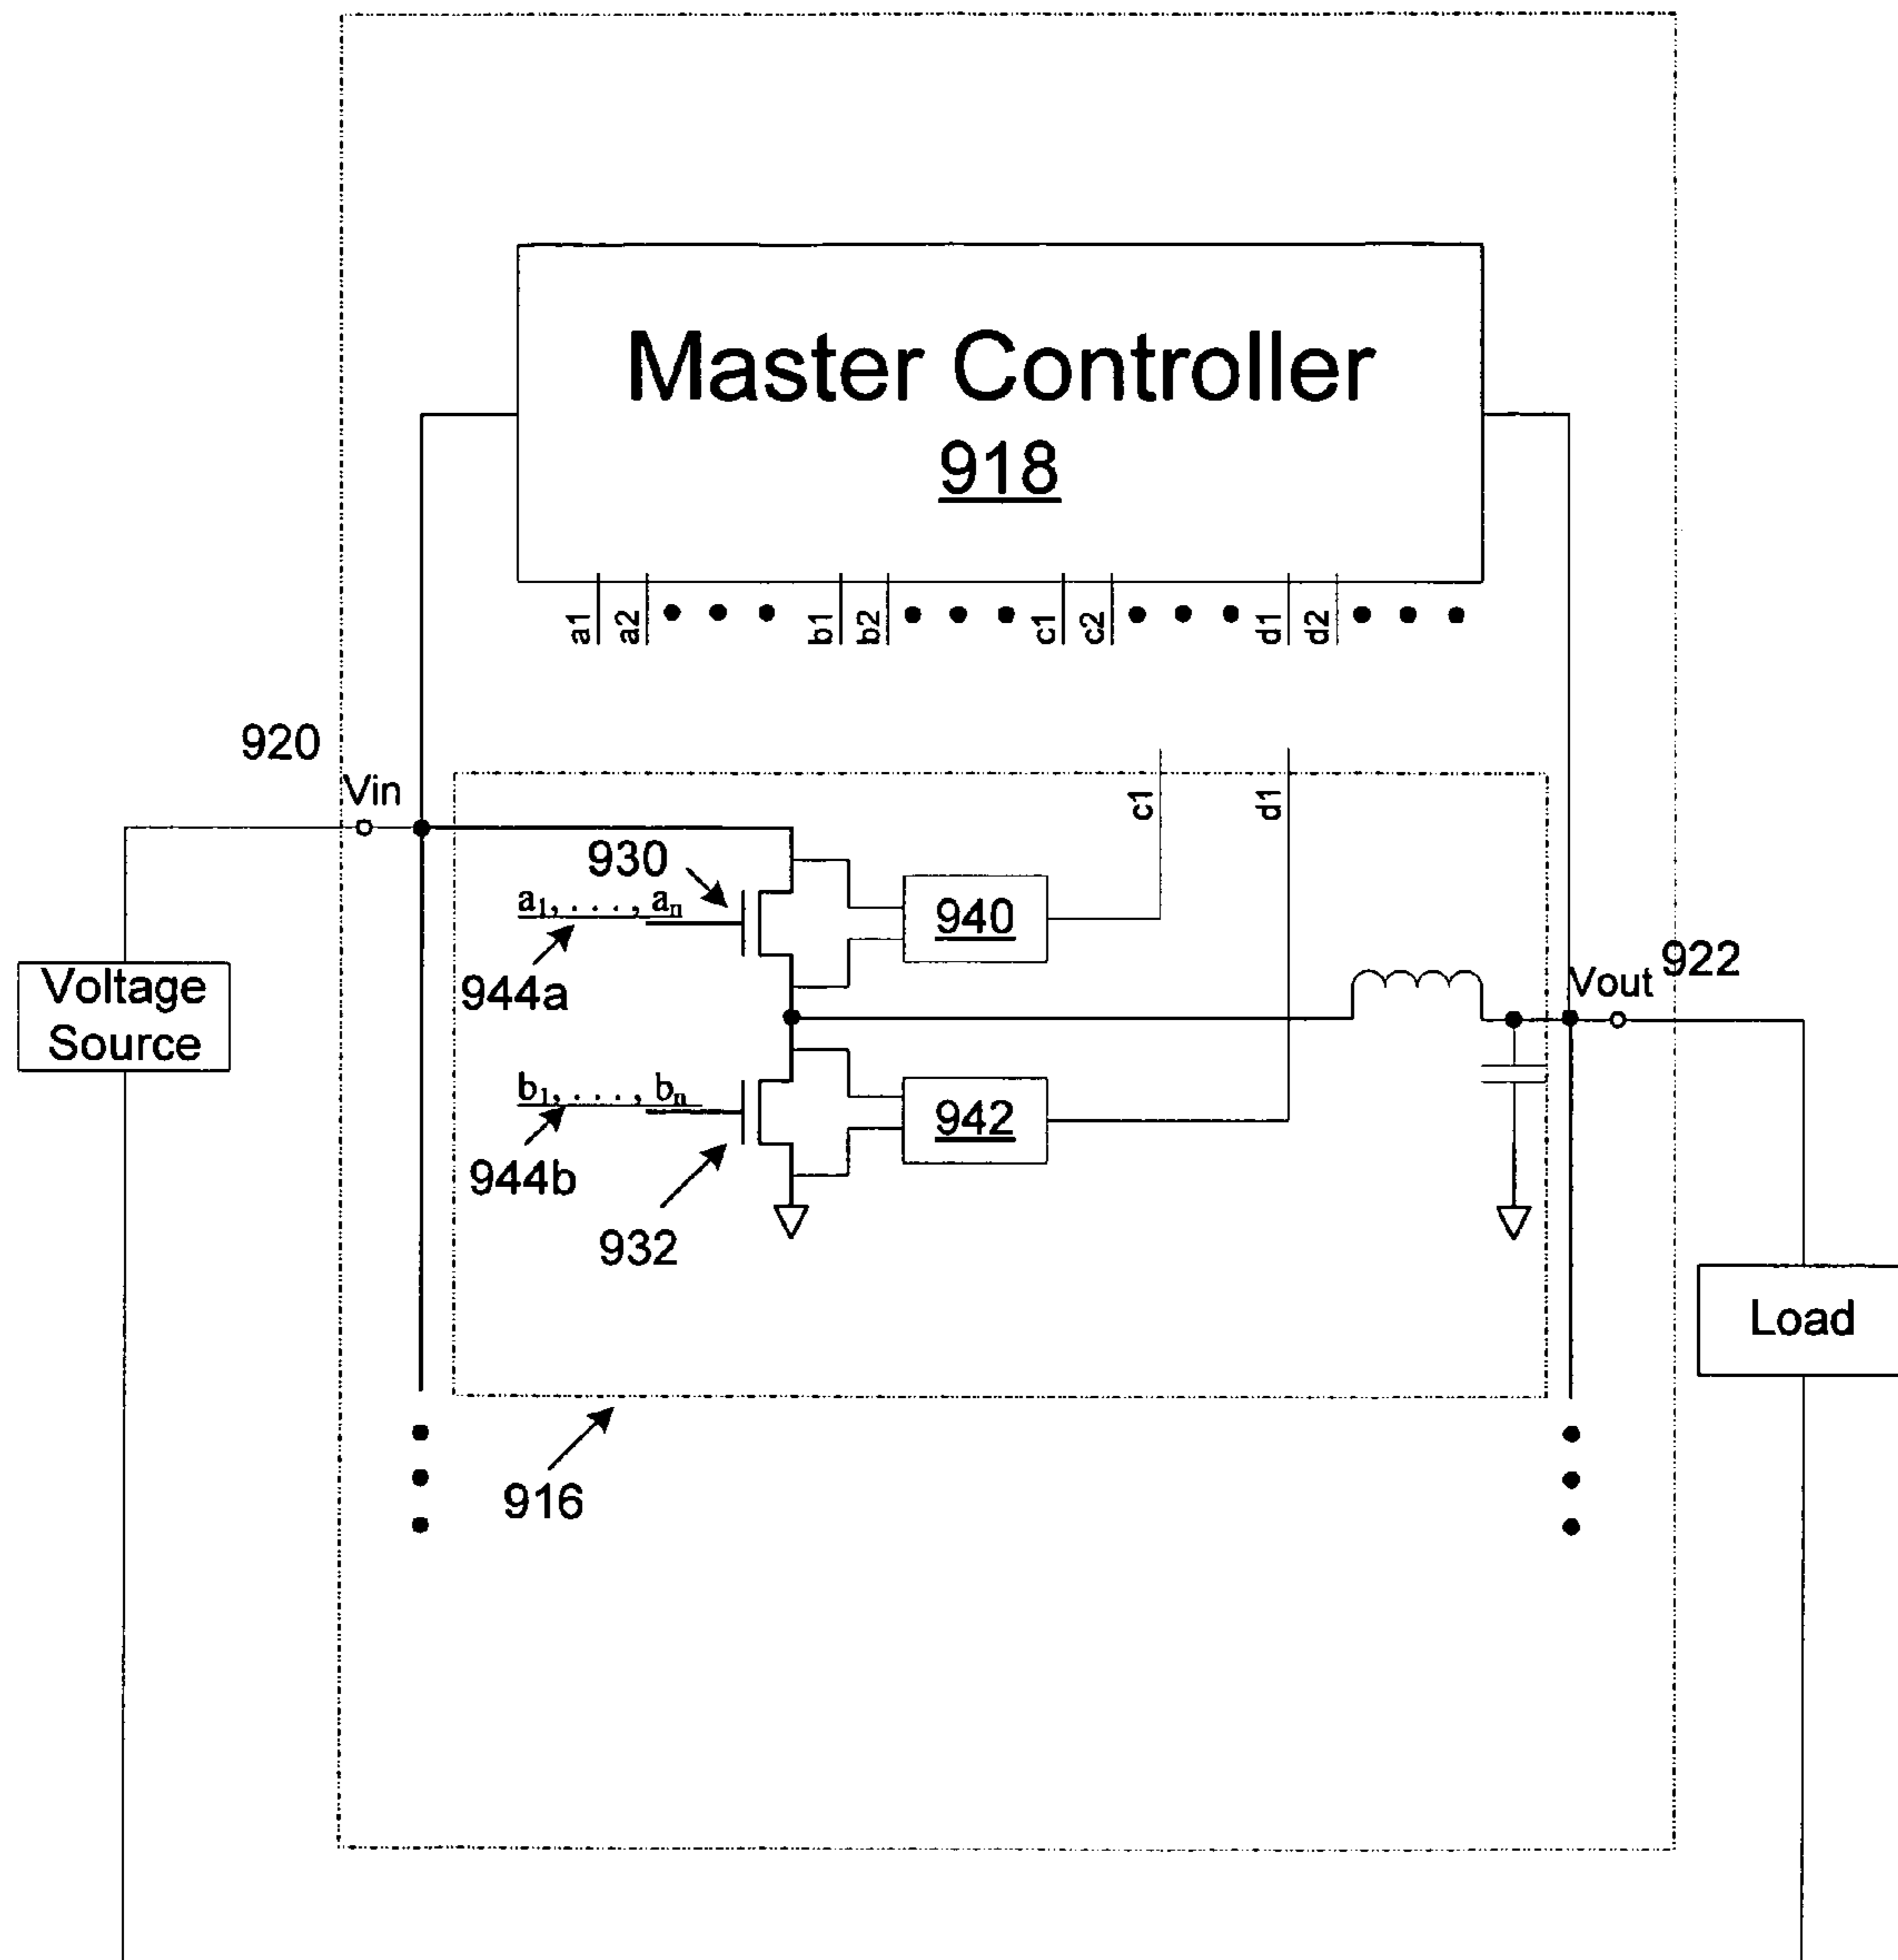 Master Controller
918
a1 a2 b1 b2 c1 c2 d1 d2
920
Vin
c1 d1
930
a1, . . . , an
940
944a
Voltage
Source
922
Vout
b1, . . . , bn
942
944b
932
Load
916